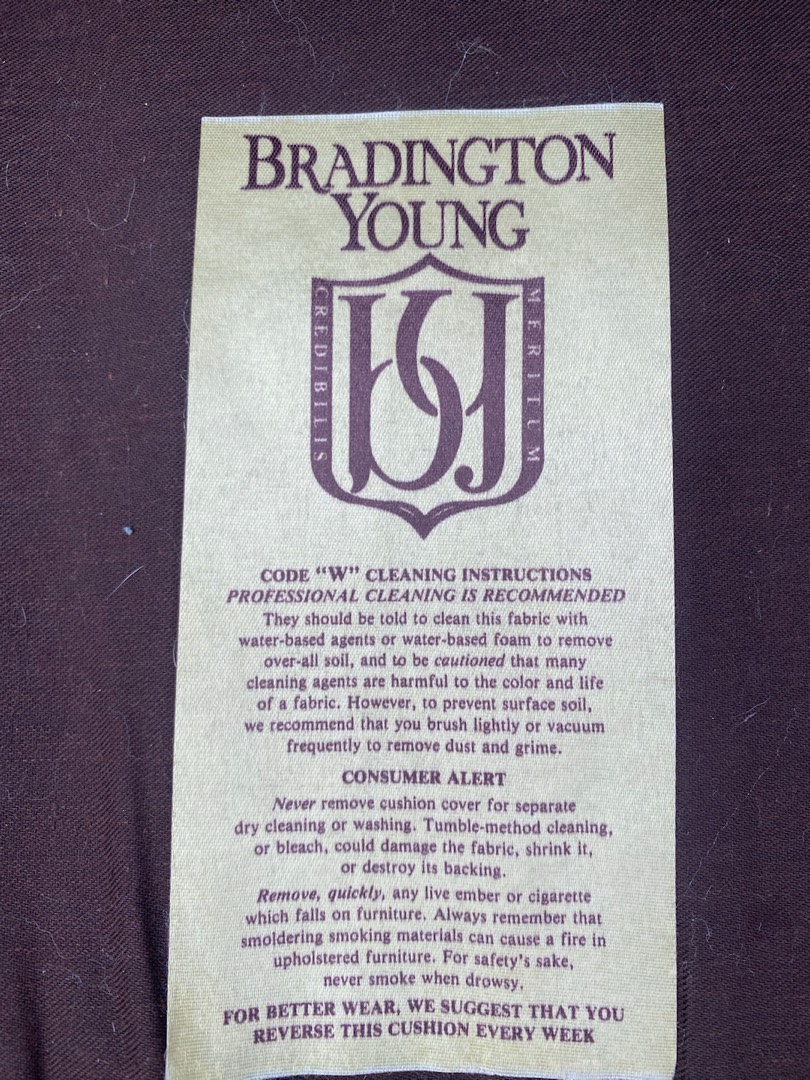 BRADINGTON
YOUNG
CREDIBILIS
MERITUM
bY
CODE “W” CLEANING INSTRUCTIONS
PROFESSIONAL CLEANING IS RECOMMENDED
They should be told to clean this fabric with
water-based agents or water-based foam to remove
over-all soil, and to be cautioned that many
cleaning agents are harmful to the color and life
of a fabric. However, to prevent surface soil,
we recommend that you brush lightly or vacuum
frequently to remove dust and grime.
CONSUMER ALERT
Never remove cushion cover for separate
dry cleaning or washing. Tumble-method cleaning,
or bleach, could damage the fabric, shrink it,
or destroy its backing.
Remove, quickly, any live ember or cigarette
which falls on furniture. Always remember that
smoldering smoking materials can cause a fire in
upholstered furniture. For safety's sake,
never smoke when drowsy.
FOR BETTER WEAR, WE SUGGEST THAT YOU
REVERSE THIS CUSHION EVERY WEEK